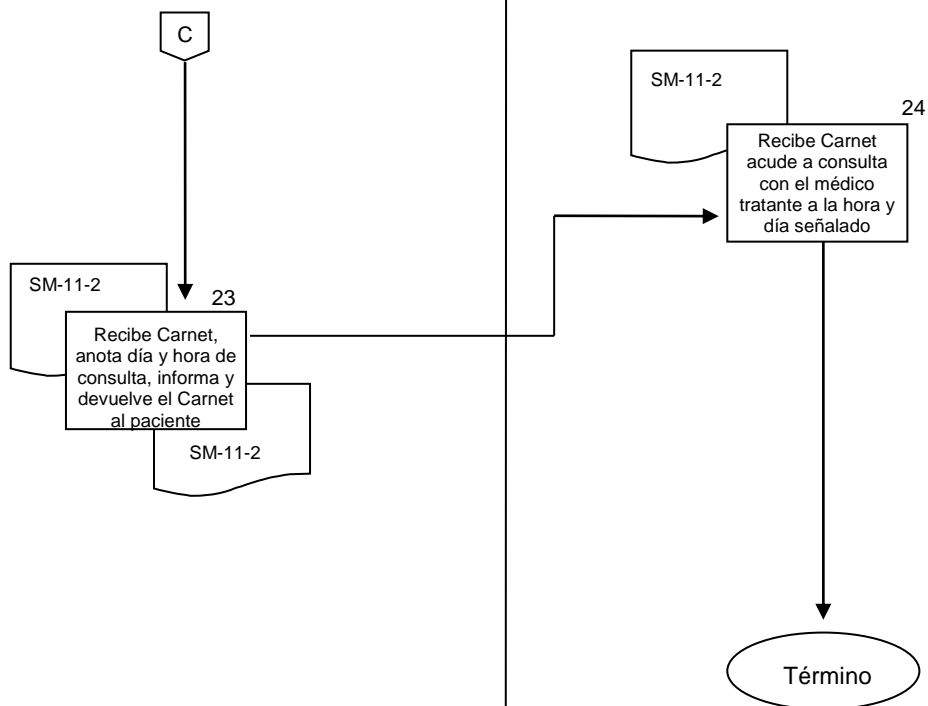 C
SM-11-2
23
Recibe Carnet,
anota día y hora de
consulta, informa y
devuelve el Carnet
al paciente
SM-11-2
SM-11-2
24
Recibe Carnet
acude a consulta
con el médico
tratante a la hora y
día señalado
Término